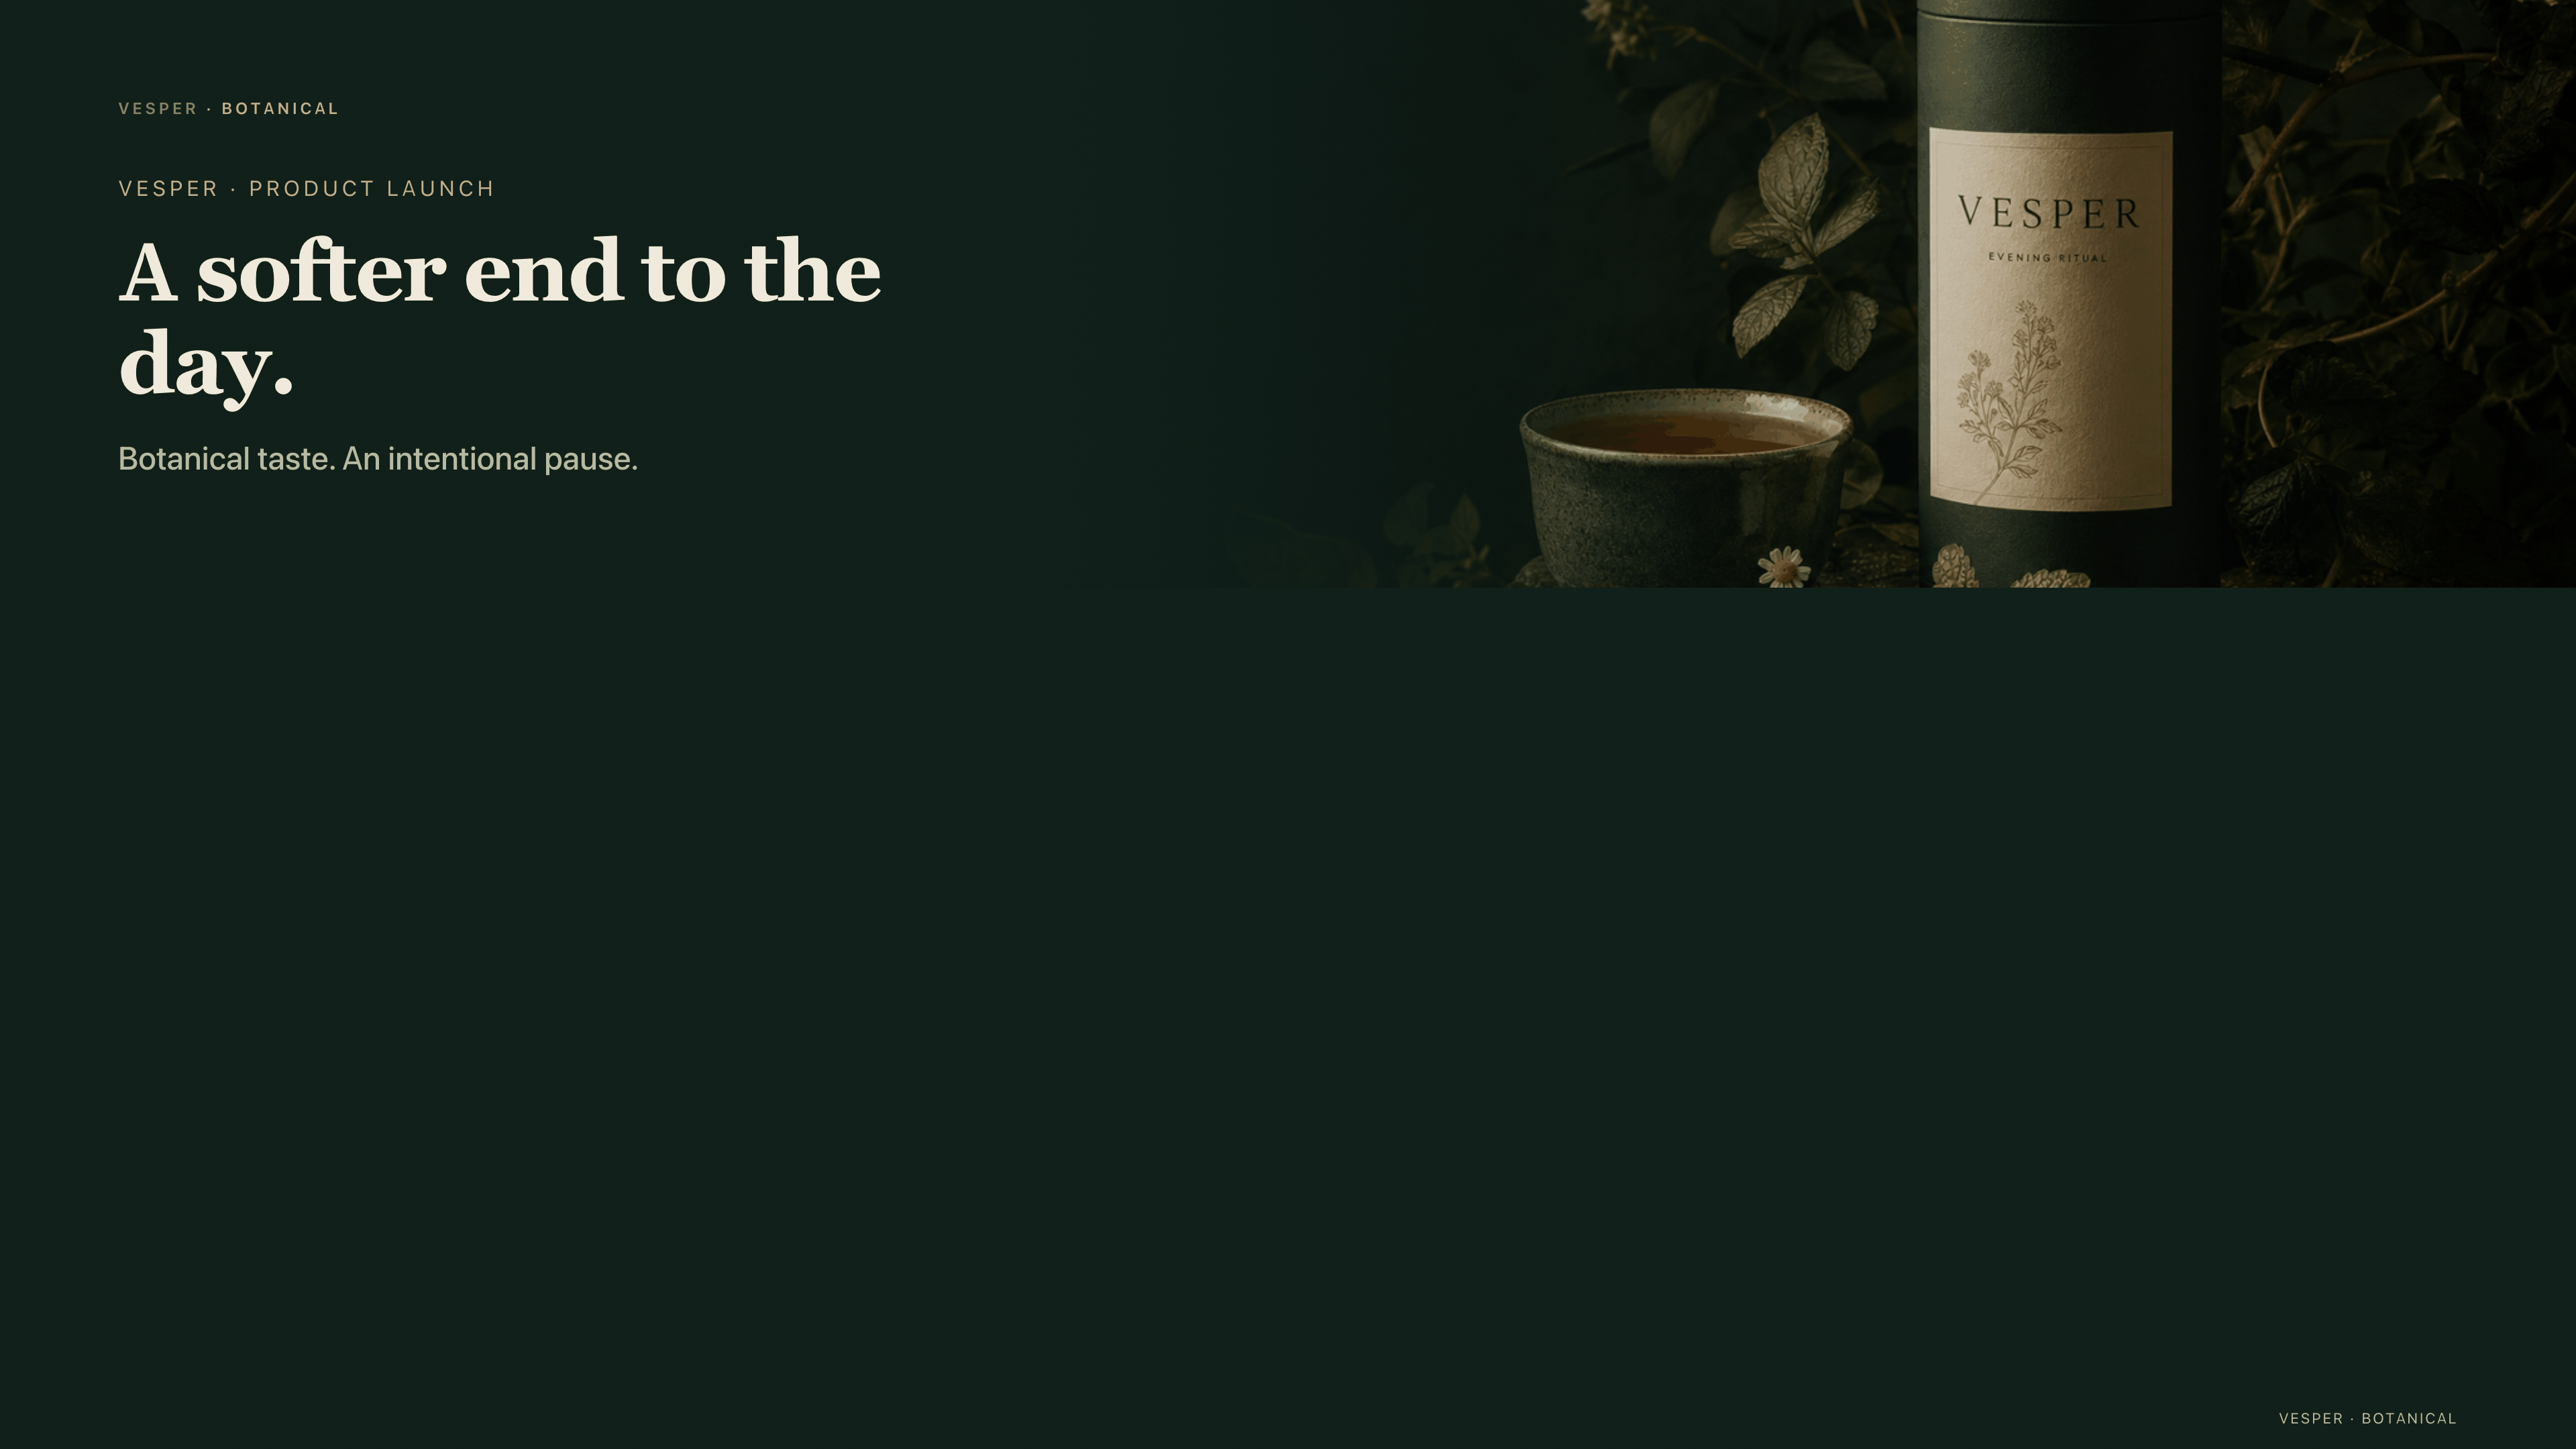 VESPER · BOTANICAL
VESPER · PRODUCT LAUNCH
A softer end to the
day.
Botanical taste. An intentional pause.
VESPER
EVENING RITUAL
VESPER · BOTANICAL